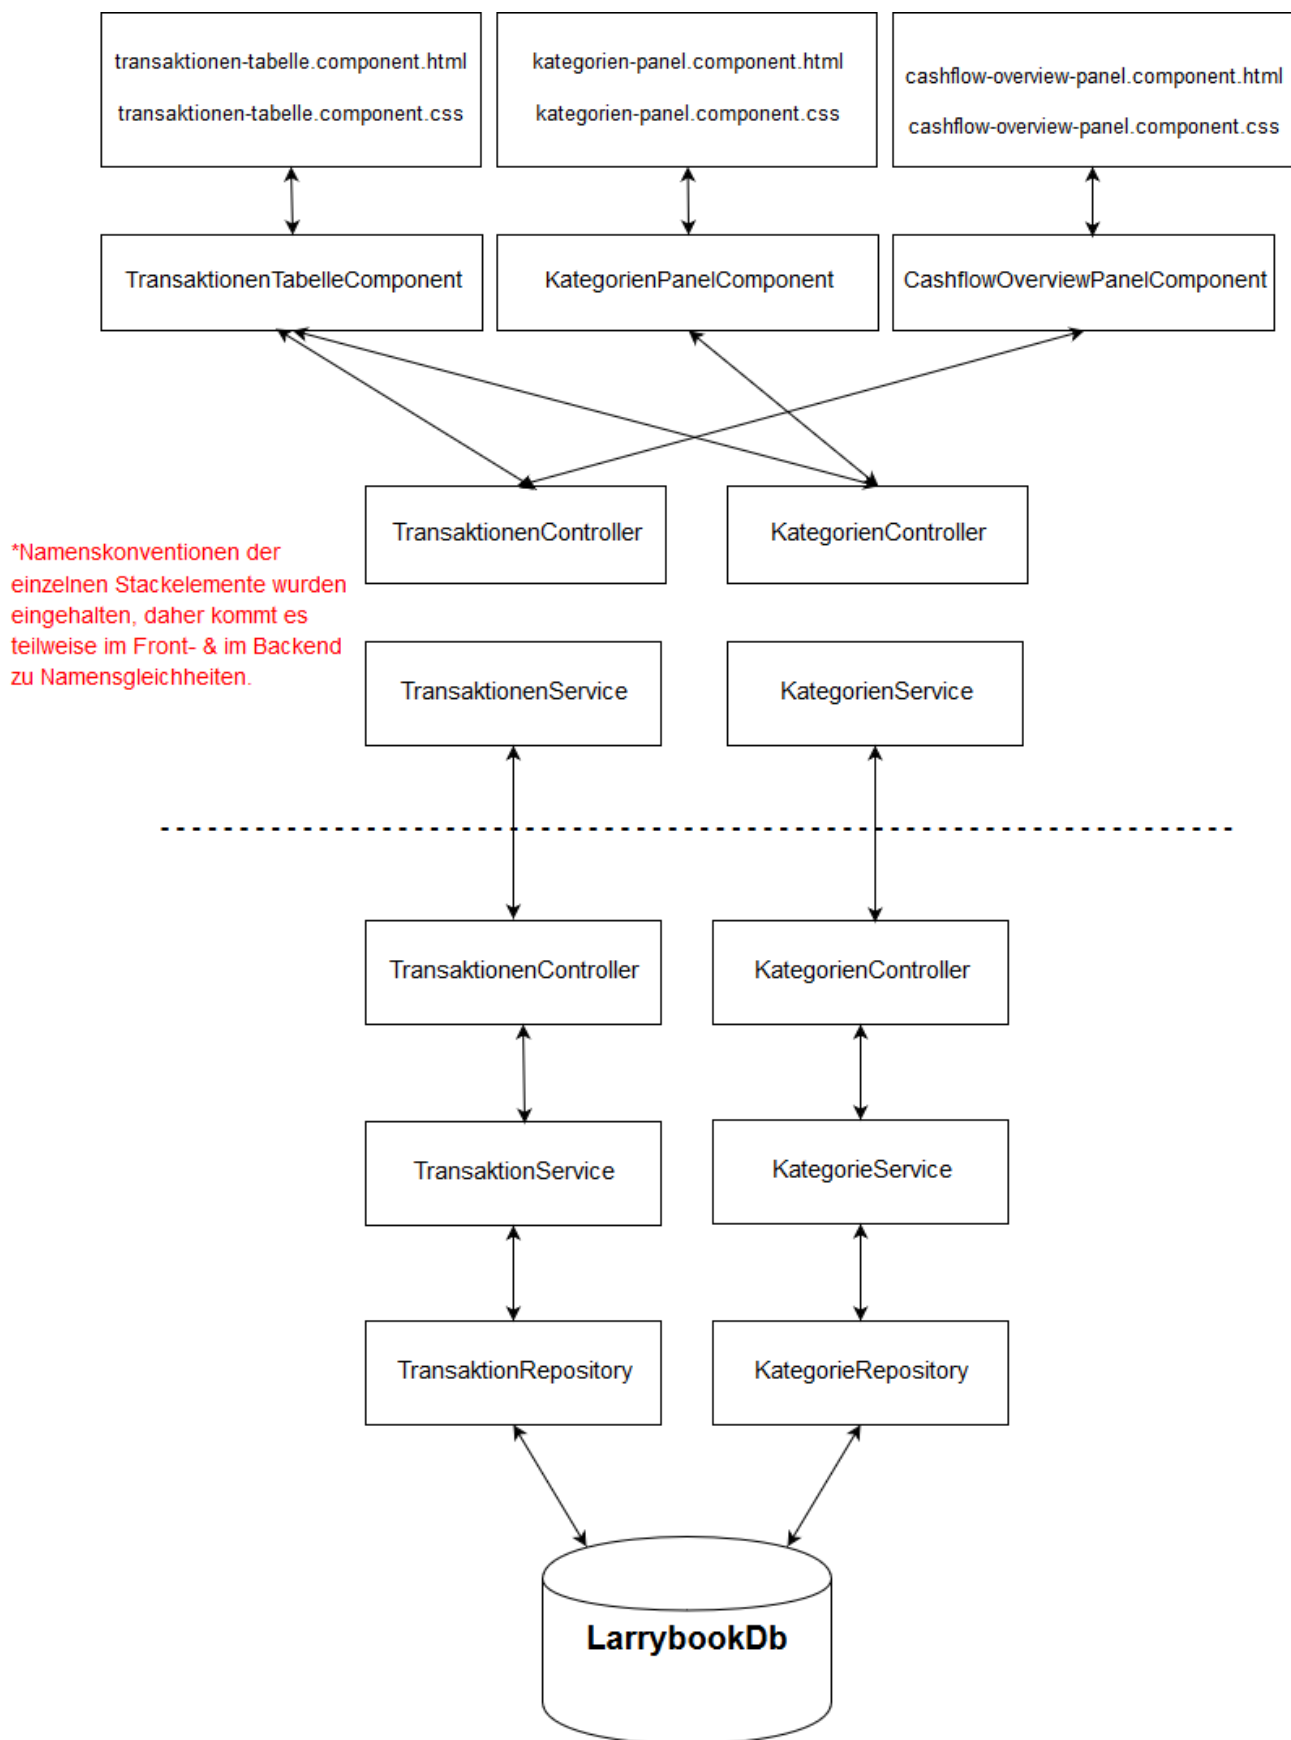 transaktionen-tabelle.component.html
transaktionen-tabelle.component.css
kategorien-panel.component.html
kategorien-panel.component.css
cashflow-overview-panel.component.html
cashflow-overview-panel.component.css
TransaktionenTabelleComponent
KategorienPanelComponent
CashflowOverviewPanelComponent
TransaktionenController
KategorienController
*Namenskonventionen der
einzelnen Stackelemente wurden
eingehalten, daher kommt es
teilweise im Front- & im Backend
zu Namensgleichheiten.
TransaktionenService
KategorienService
TransaktionenController
KategorienController
TransaktionService
KategorieService
TransaktionRepository
KategorieRepository
LarrybookDb